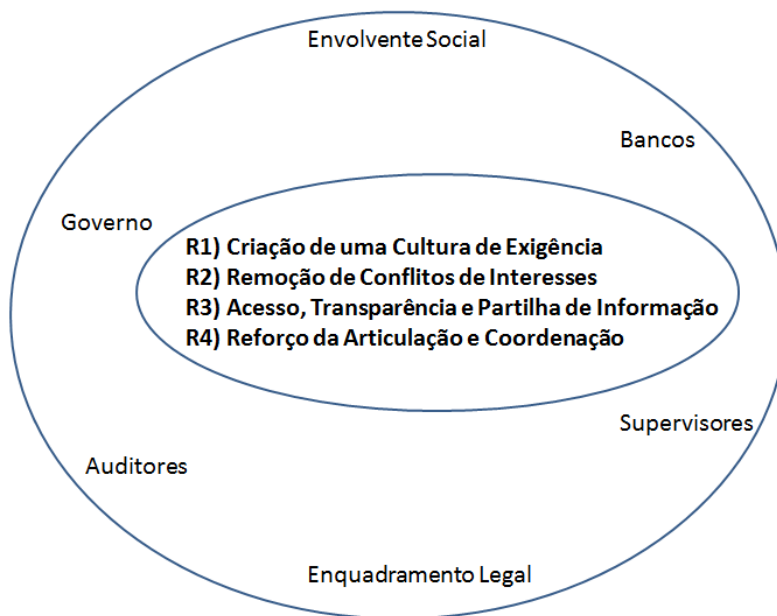 Envolvente Social
Bancos
Governo
R1) Criação de uma Cultura de Exigência
R2) Remoção de Conflitos de Interesses
R3) Acesso, Transparência e Partilha de Informação
R4) Reforço da Articulação e Coordenação
Supervisores
Auditores
Enquadramento Legal